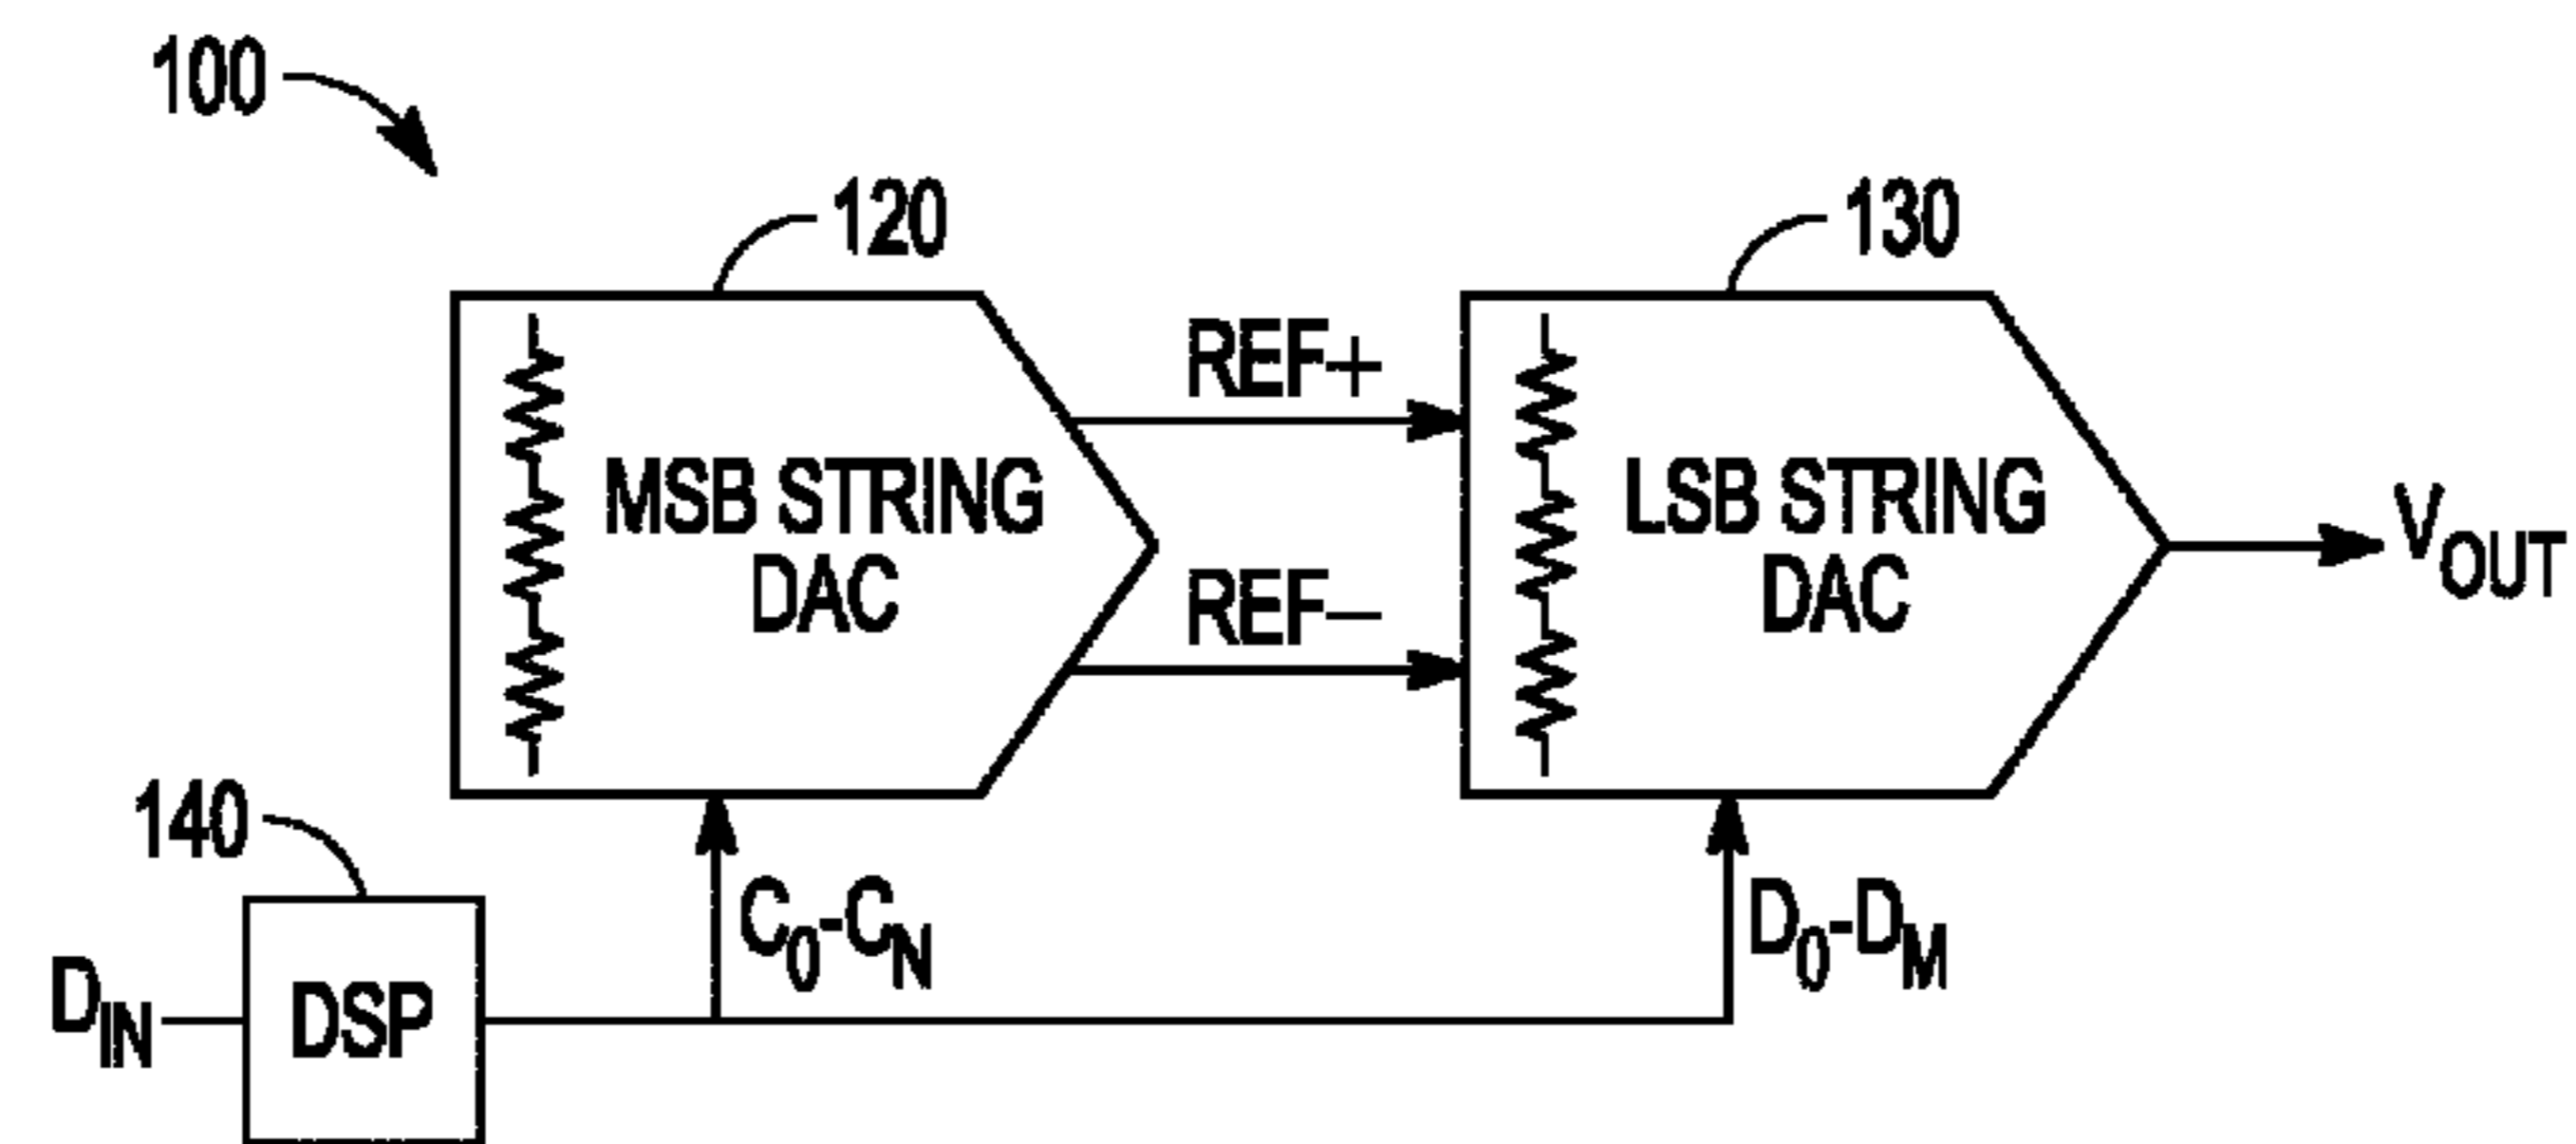 100
120
130
REF+
MSB STRING
DAC
LSB STRING
DAC
VOUT
REF−
140
C0-CN
D0-DM
DIN
DSP